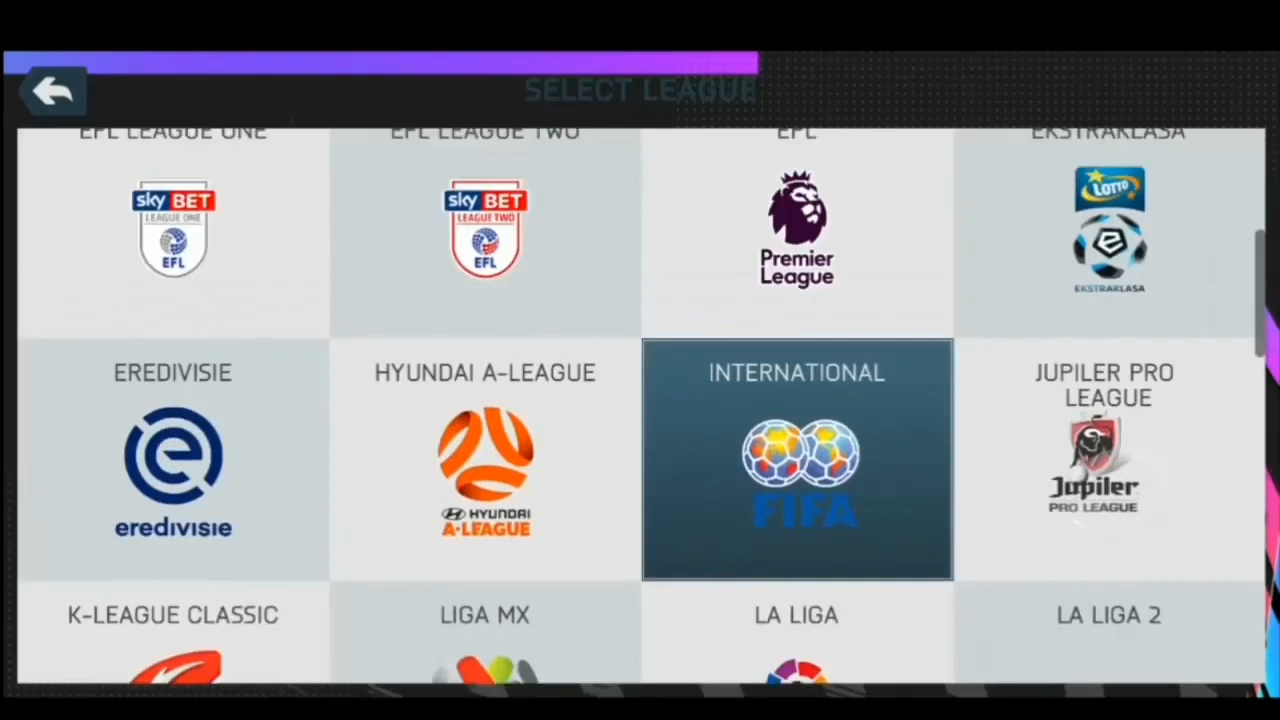 SELECT LEAGUE
EFL LEAGUE ONE
EFL LEAGUE TWO
EPL
EKSTRAKLASA
sky BET
LEAGUE ONE
EFL
sky BET
LEAGUE TWO
EFL
Premier
League
LOTTO
EKSTRAKLASA
EREDIVISIE
HYUNDAI A-LEAGUE
INTERNATIONAL
JUPILER PRO
LEAGUE
eredivisie
HYUNDAI
A-LEAGUE
FIFA
Jupiler
PRO LEAGUE
K-LEAGUE CLASSIC
LIGA MX
LA LIGA
LA LIGA 2